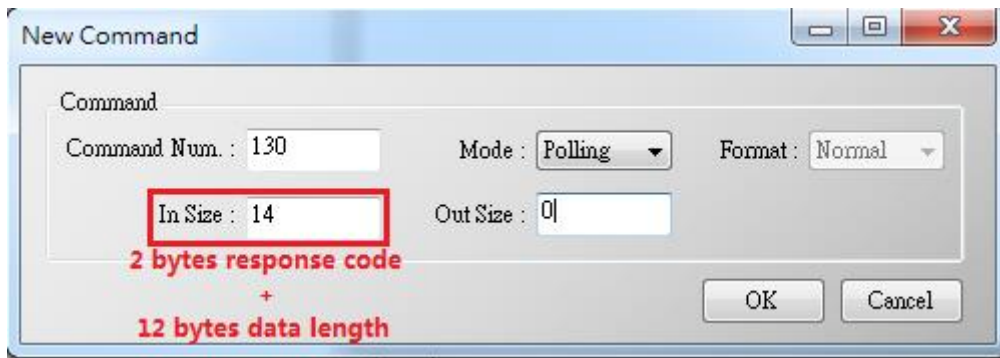 New Command
Command
Command Num. : 130 Mode : Polling Format : Normal
In Size : 14 Out Size : 0
2 bytes response code
+
12 bytes data length
OK Cancel